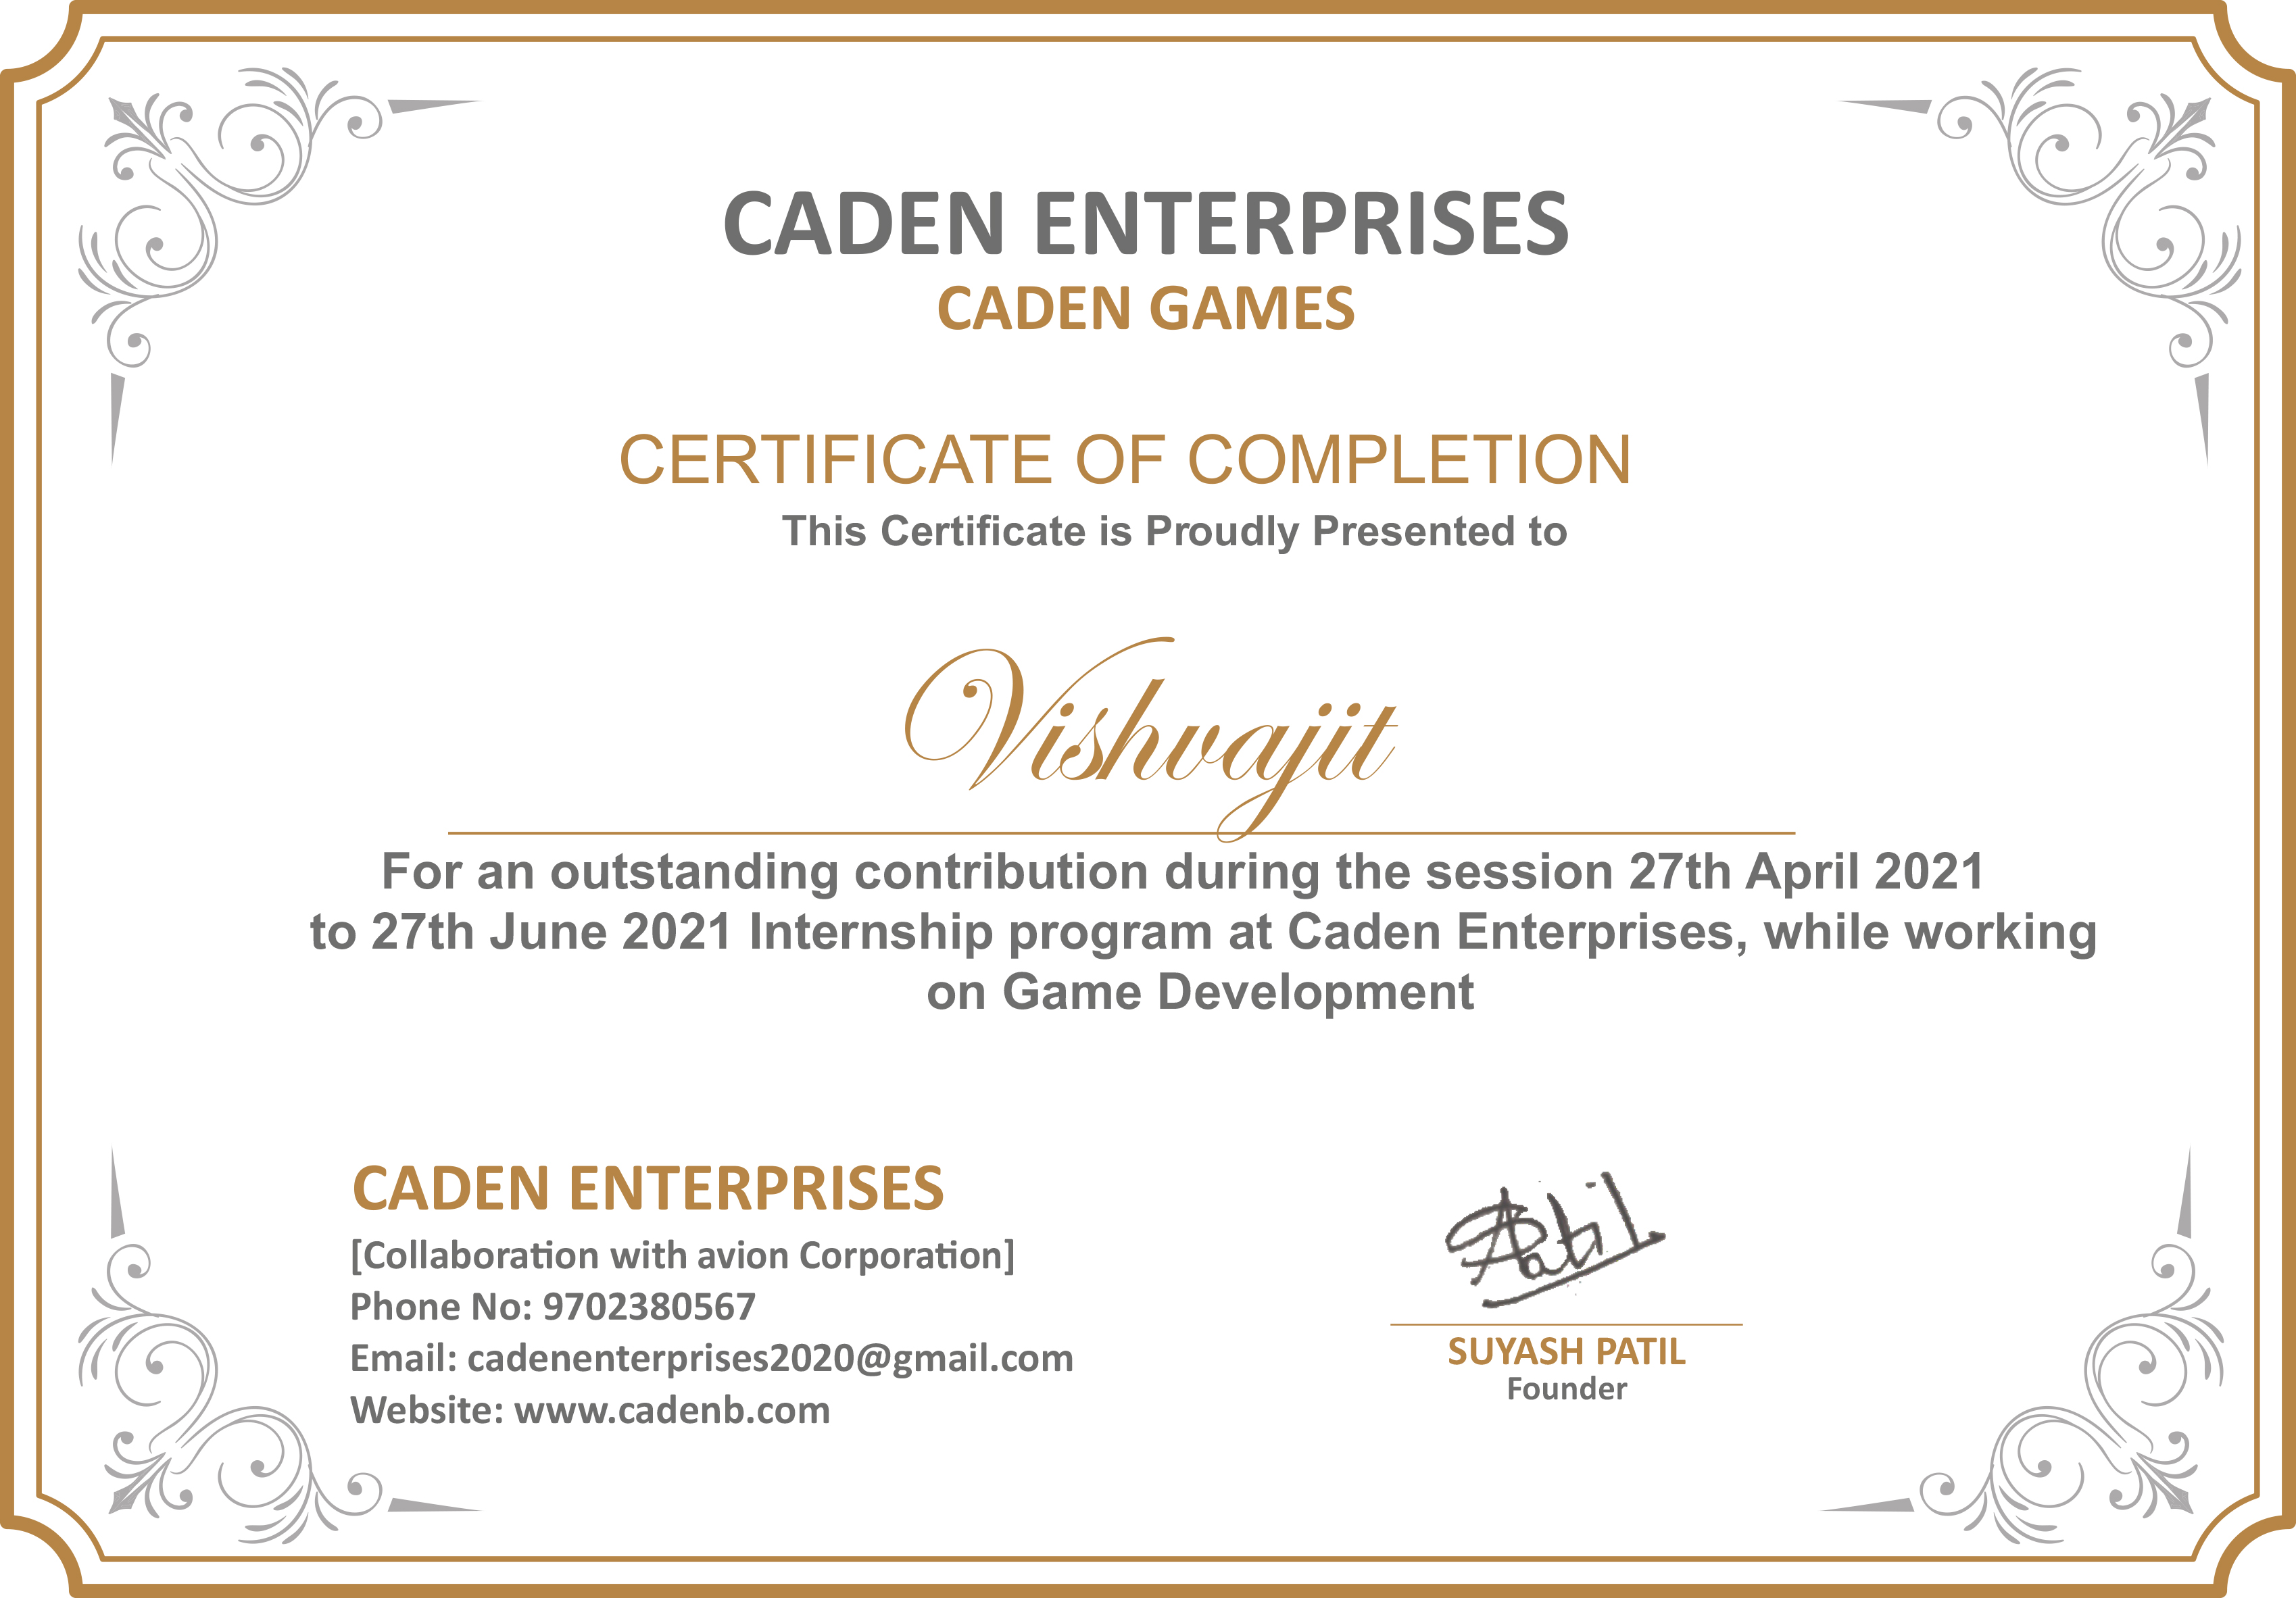 CADEN ENTERPRISES
CADEN GAMES
CERTIFICATE OF COMPLETION
This Certificate is Proudly Presented to
Vishvajit
For an outstanding contribution during the session 27th April 2021
to 27th June 2021 Internship program at Caden Enterprises, while working
on Game Development
CADEN ENTERPRISES
[Collaboration with avion Corporation]
Phone No: 9702380567
Email: cadenenterprises2020@gmail.com
Website: www.cadenb.com
SUYASH PATIL
Founder